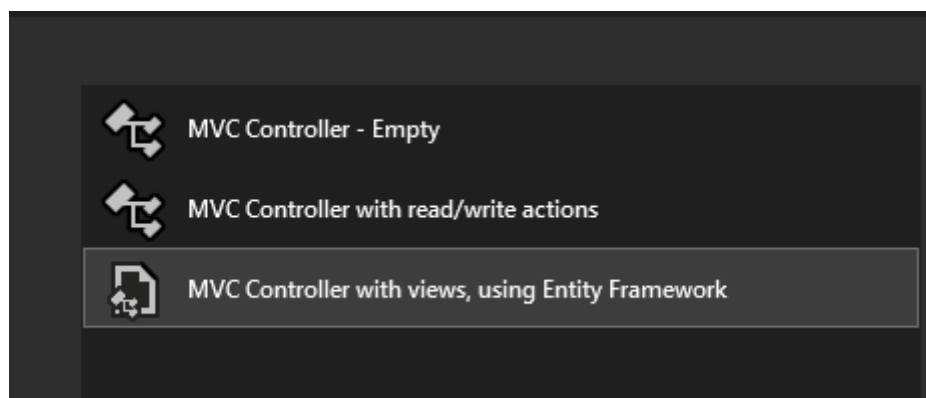 MVC Controller - Empty
MVC Controller with read/write actions
MVC Controller with views, using Entity Framework